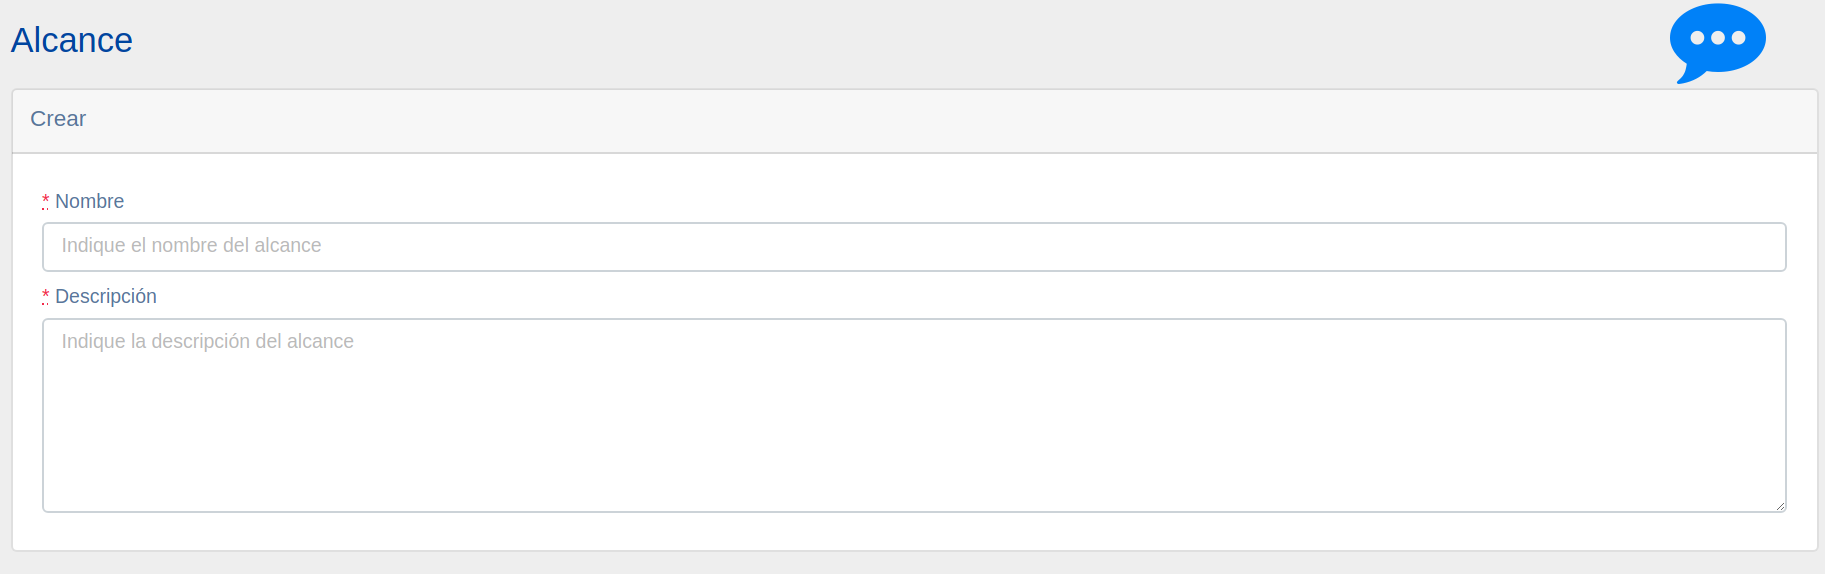 Alcance
Crear
* Nombre
Indique el nombre del alcance
* Descripción
Indique la descripción del alcance